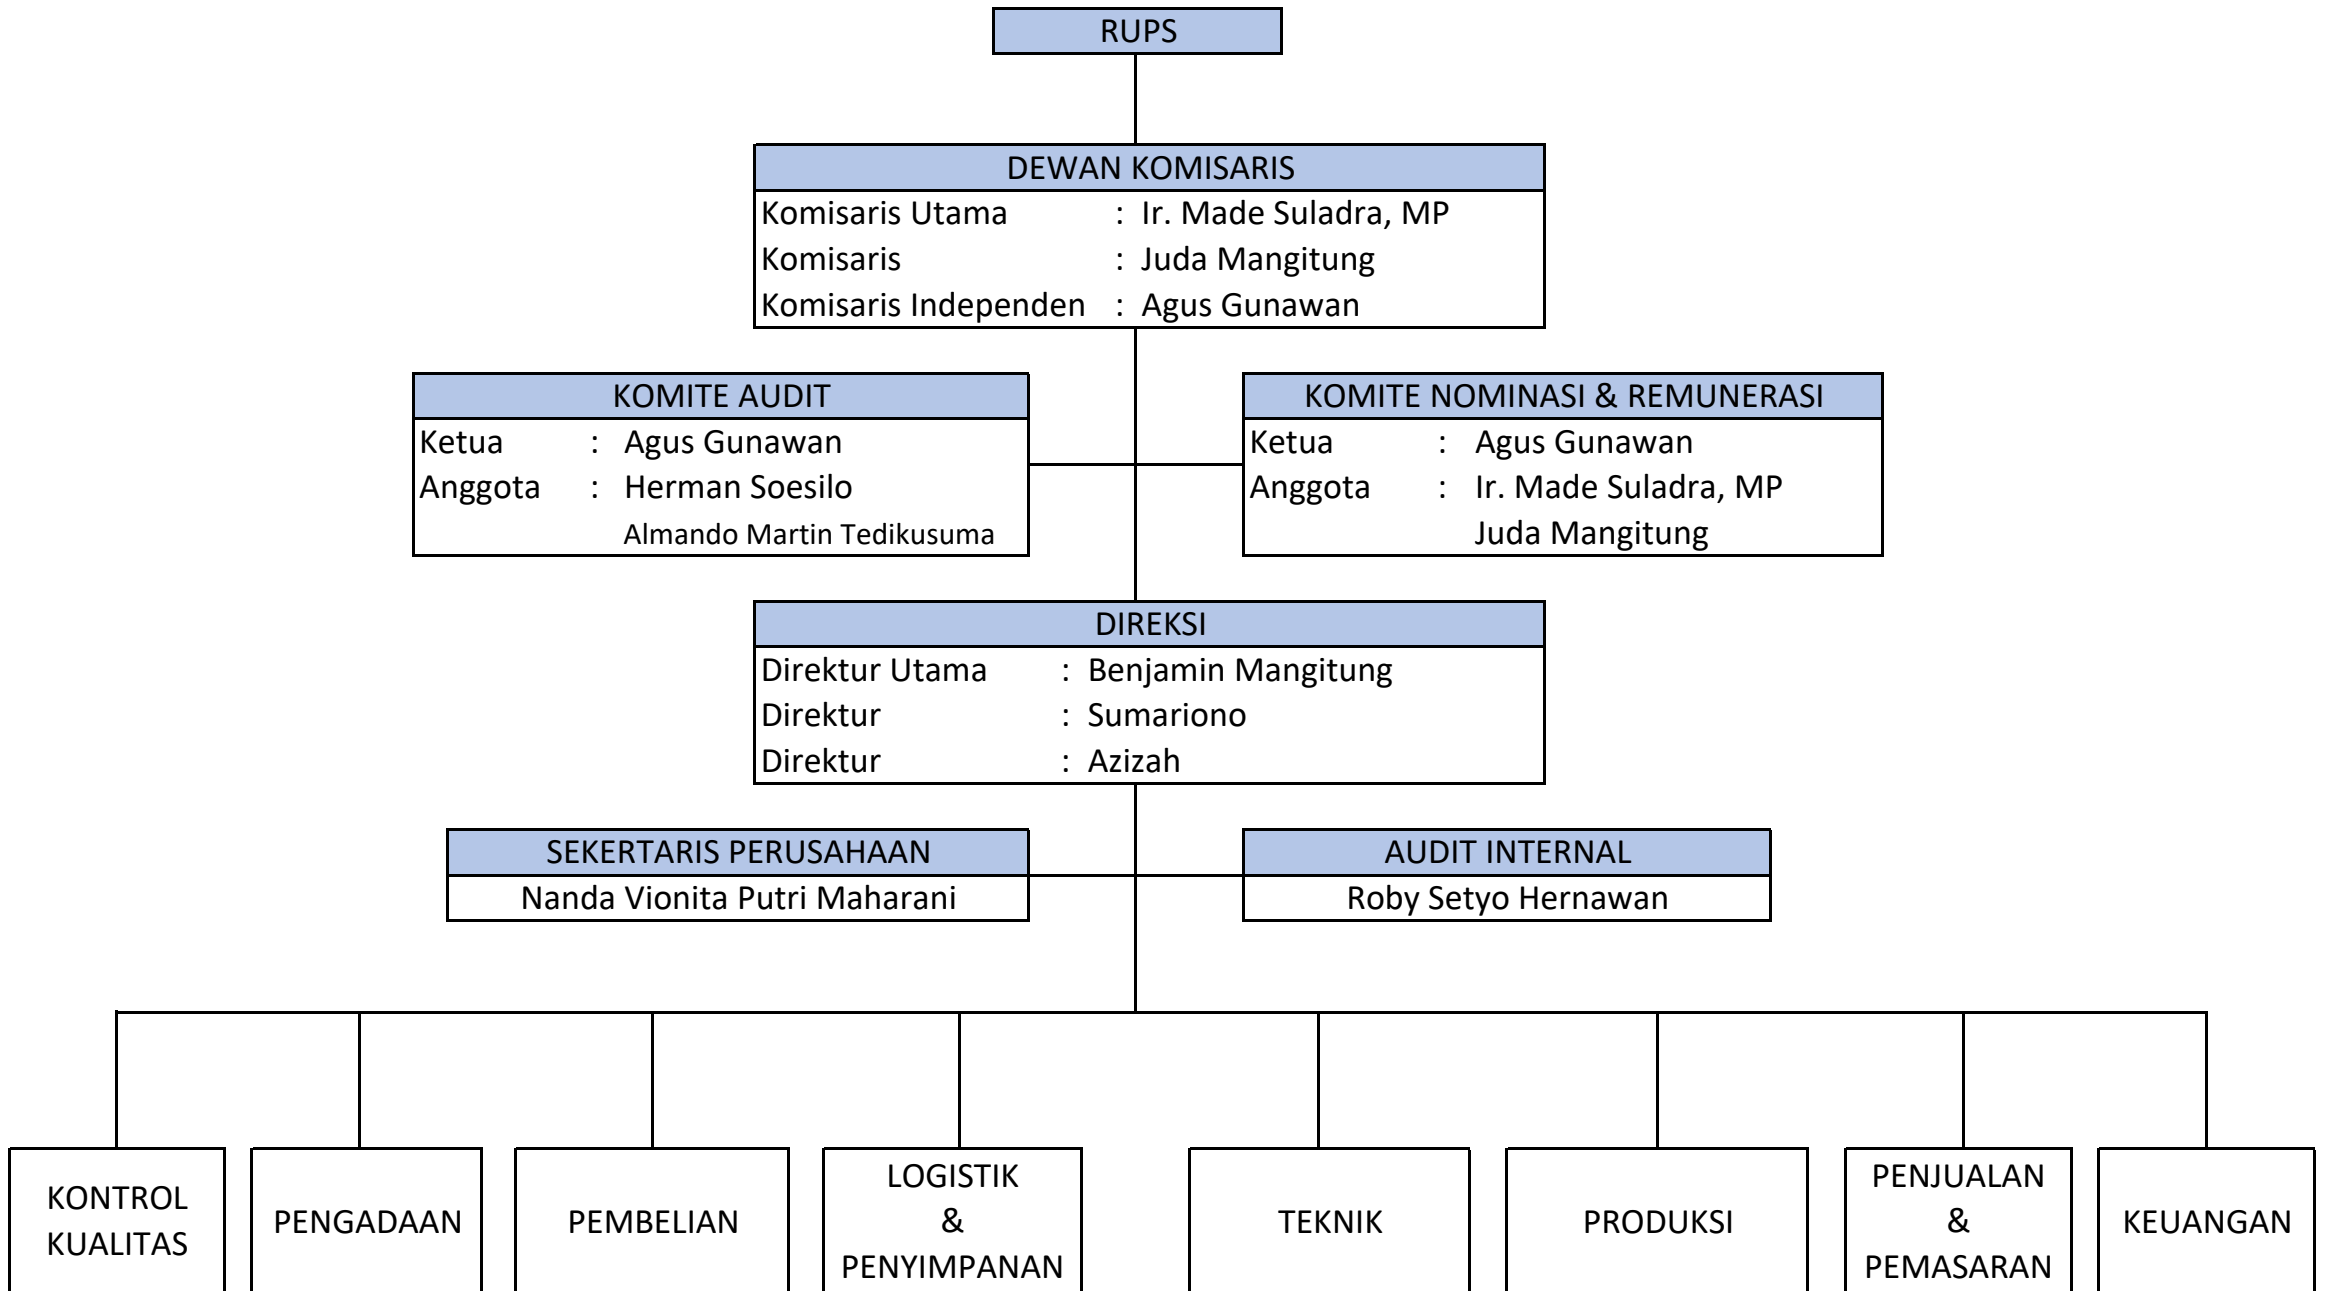 RUPS
DEWAN KOMISARIS
Komisaris Utama : Ir. Made Suladra, MP
Komisaris : Juda Mangitung
Komisaris Independen : Agus Gunawan
KOMITE AUDIT
Ketua : Agus Gunawan
Anggota : Herman Soesilo
Almando Martin Tedikusuma
KOMITE NOMINASI & REMUNERASI
Ketua : Agus Gunawan
Anggota : Ir. Made Suladra, MP
Juda Mangitung
DIREKSI
Direktur Utama : Benjamin Mangitung
Direktur : Sumariono
Direktur : Azizah
SEKERTARIS PERUSAHAAN
Nanda Vionita Putri Maharani
AUDIT INTERNAL
Roby Setyo Hernawan
KONTROL
KUALITAS
PENGADAAN
PEMBELIAN
LOGISTIK
&
PENYIMPANAN
TEKNIK
PRODUKSI
PENJUALAN
&
PEMASARAN
KEUANGAN